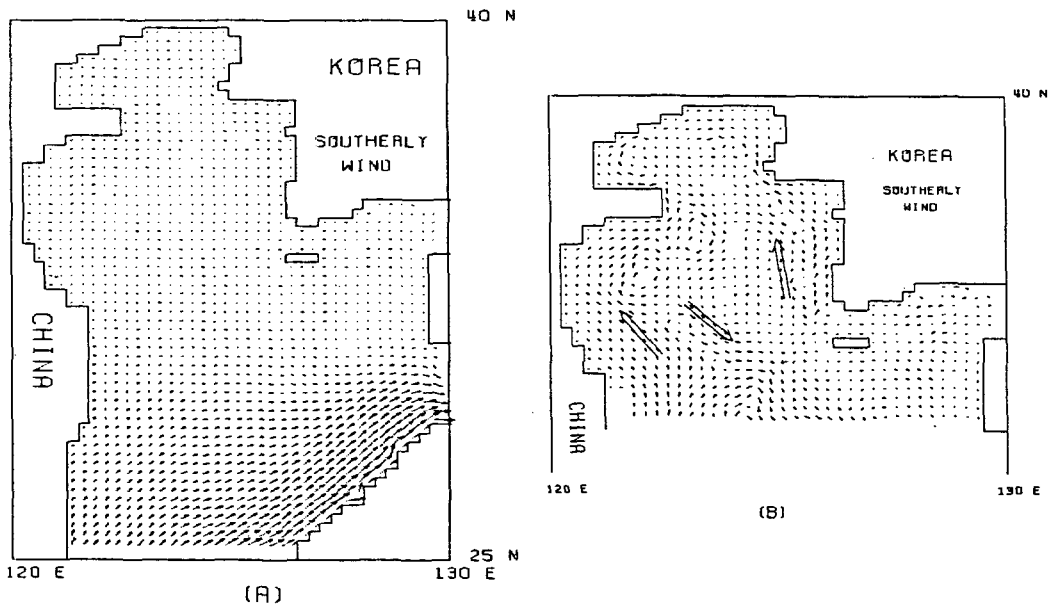 40 N
KOREA
SOUTHERLY
WIND
CHINA
25 N
120 E
130 E
(A)
40 N
KOREA
SOUTHERLY
WIND
CHINA
120 E
130 E
(B)